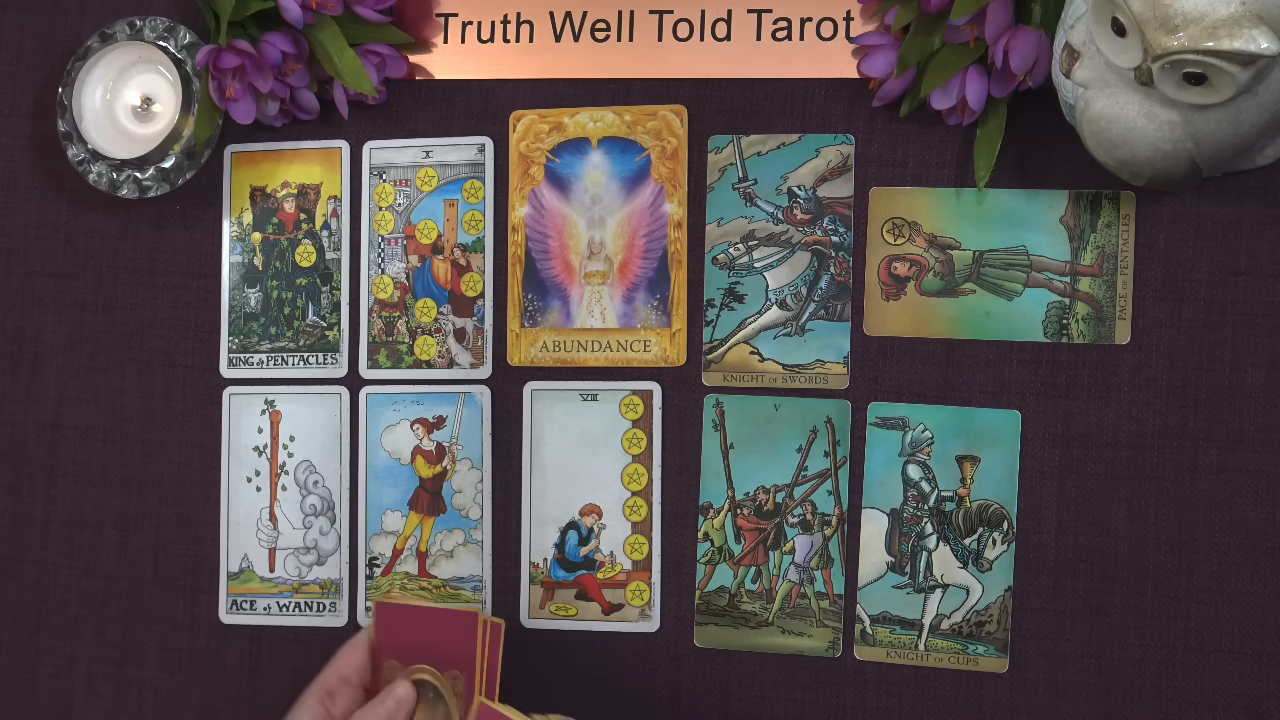 Truth Well Told Tarot
KING of PENTACLES
X
ABUNDANCE
KNIGHT OF SWORDS
PAGE OF PENTACLES
ACE of WANDS
VIII
V
KNIGHT OF CUPS